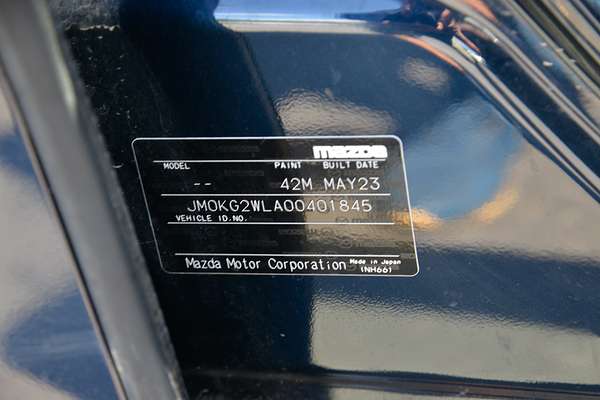 mazda
MODEL PAINT BUILT DATE
-- 42M MAY23
JM0KG2WLA00401845
VEHICLE ID.NO.
Mazda Motor Corporation Made in Japan
(NH66)